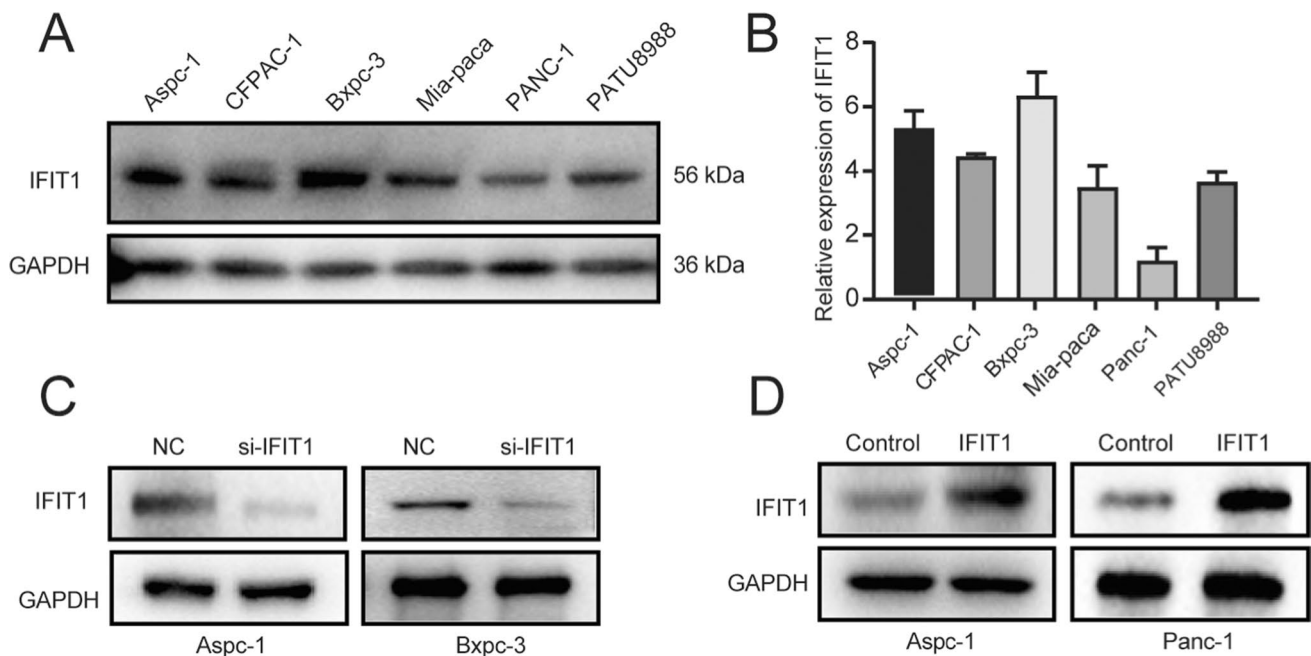 A
Aspc-1 CFPAC-1 Bxpc-3 Mia-paca PANC-1 PATU8988
IFIT1 56 kDa
GAPDH 36 kDa
B
Relative expression of IFIT1
8
6
4
2
0
Aspc-1 CFPAC-1 Bxpc-3 Mia-paca Panc-1 PATU8988
C
NC si-IFIT1 NC si-IFIT1
IFIT1
GAPDH
Aspc-1 Bxpc-3
D
Control IFIT1 Control IFIT1
IFIT1
GAPDH
Aspc-1 Panc-1